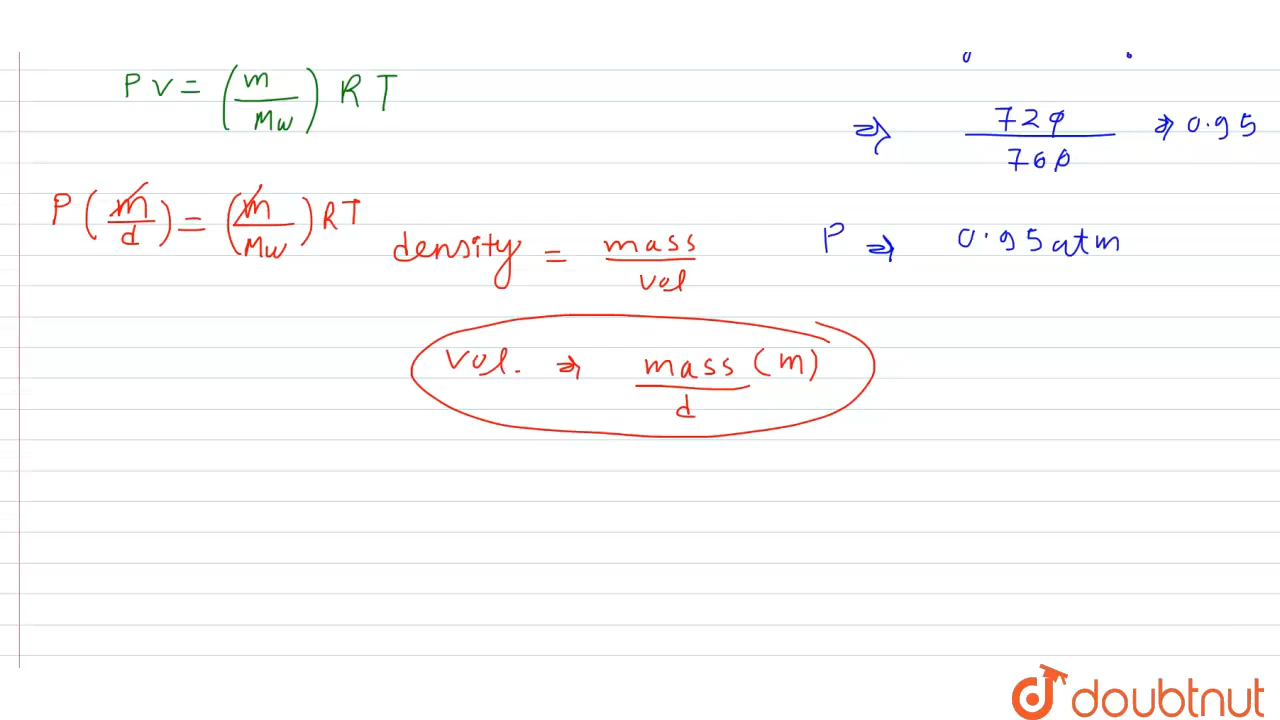 PV = (m/Mw) RT
⇒ 720/760 ⇒ 0.95
P(m/d) = (m/Mw) RT
density = mass/vol
P ⇒ 0.95 atm
vol. ⇒ mass (m)/d
doubtnut